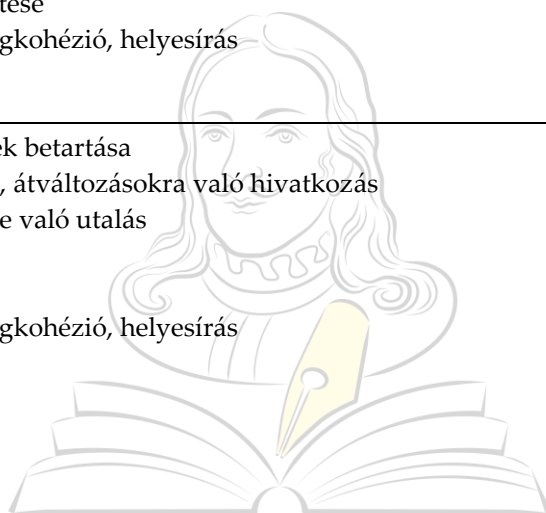 tése
gkohézió, helyesírás
ek betartása
, átváltozásokra való hivatkozás
e való utalás
gkohézió, helyesírás